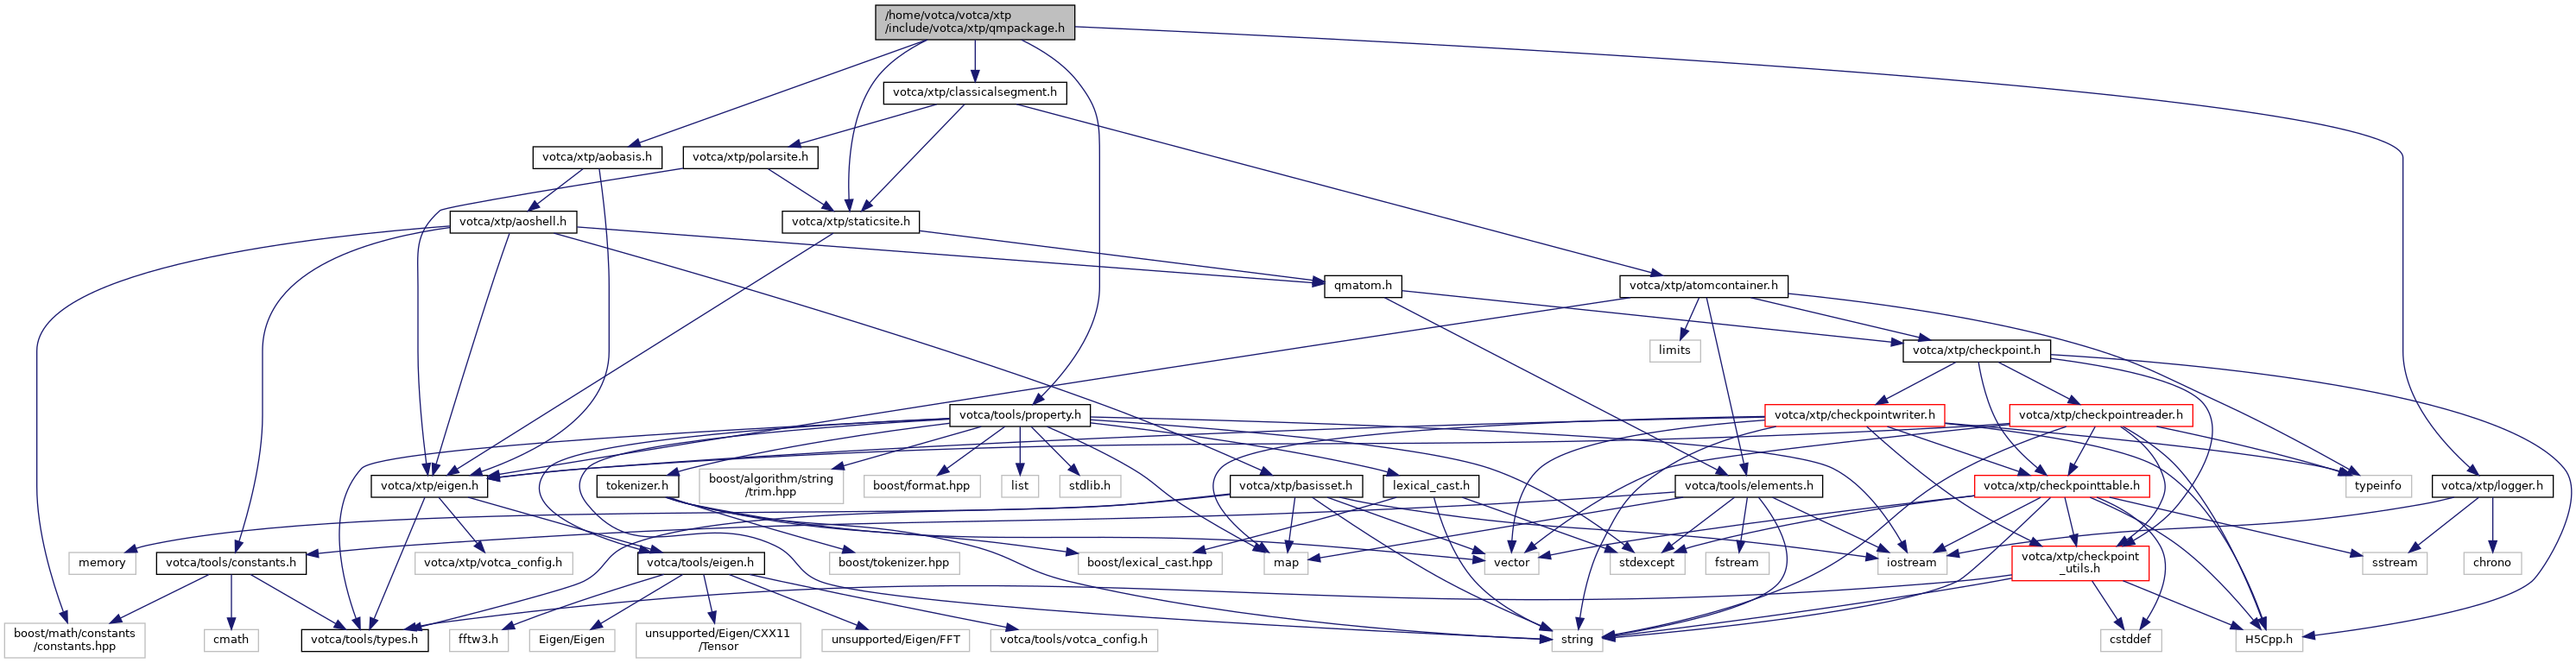 /home/votca/votca/xtp
/include/votca/xtp/qmpackage.h
votca/xtp/classicalsegment.h
votca/xtp/aobasis.h
votca/xtp/polarsite.h
votca/xtp/aoshell.h
votca/xtp/staticsite.h
qmatom.h
votca/xtp/atomcontainer.h
limits
votca/xtp/checkpoint.h
votca/tools/property.h
votca/xtp/checkpointwriter.h
votca/xtp/checkpointreader.h
votca/xtp/eigen.h
tokenizer.h
boost/algorithm/string
/trim.hpp
boost/format.hpp
list
stdlib.h
votca/xtp/basisset.h
lexical_cast.h
votca/tools/elements.h
votca/xtp/checkpointtable.h
typeinfo
votca/xtp/logger.h
memory
votca/tools/constants.h
votca/xtp/votca_config.h
votca/tools/eigen.h
boost/tokenizer.hpp
boost/lexical_cast.hpp
map
vector
stdexcept
fstream
iostream
votca/xtp/checkpoint
_utils.h
sstream
chrono
boost/math/constants
/constants.hpp
cmath
votca/tools/types.h
fftw3.h
Eigen/Eigen
unsupported/Eigen/CXX11
/Tensor
unsupported/Eigen/FFT
votca/tools/votca_config.h
string
cstddef
H5Cpp.h